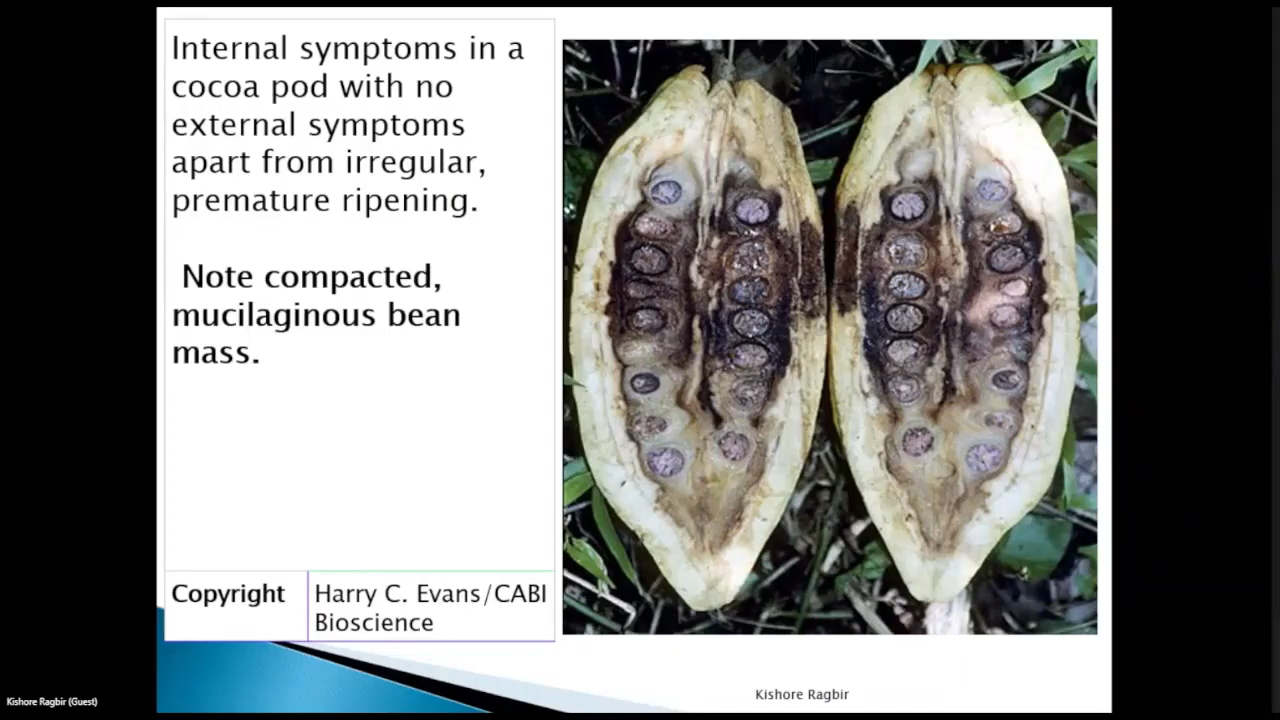 Internal symptoms in a
cocoa pod with no
external symptoms
apart from irregular,
premature ripening.
Note compacted,
mucilaginous bean
mass.
Copyright
Harry C. Evans/CABI
Bioscience
Kishore Ragbir
Kishore Ragbir (Guest)